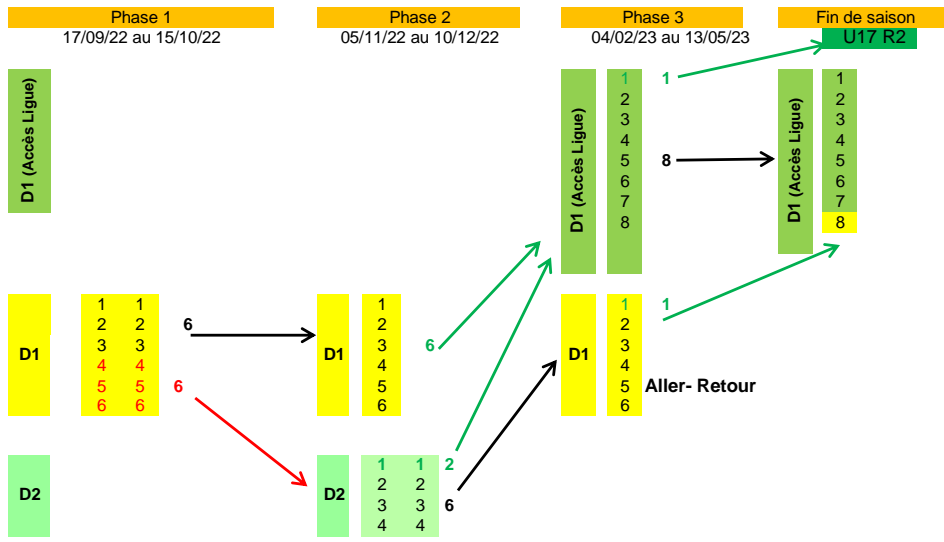 Phase 1 Phase 2 Phase 3 Fin de saison
17/09/22 au 15/10/22 05/11/22 au 10/12/22 04/02/23 au 13/05/23 U17 R2
D1 (Accès Ligue) D1 (Accès Ligue) 1 1 D1 (Accès Ligue) 1
2 2
3 3
4 4
5 8 5
6 6
7 7
8 8
D1 1 1 D1 1 D1 1 1
2 2 6 2 2
3 3 3 6 3
4 4 4 4
5 5 6 5 5 Aller- Retour
6 6 6 6
D2 D2 1 1 2
2 2
3 3 6
4 4